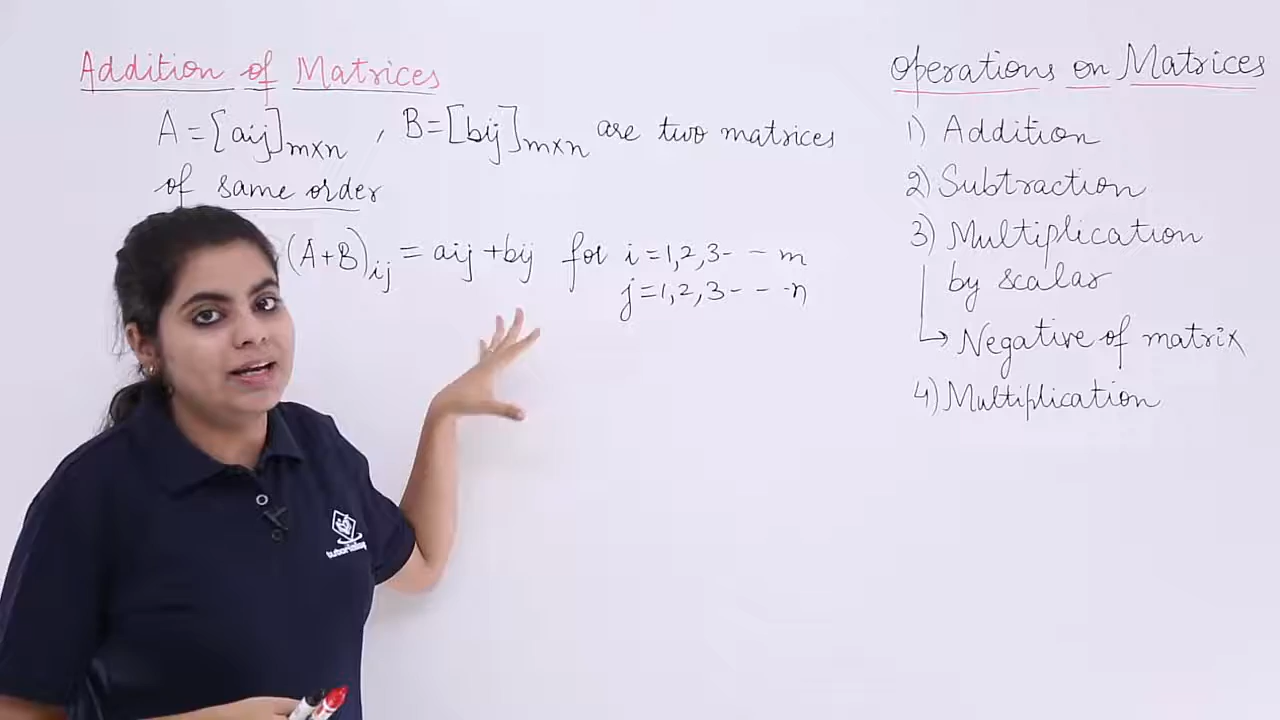 Addition of Matrices
A = [aij]m×n , B = [bij]m×n are two matrices
of same order
(A+B)ij = aij + bij for i = 1,2,3 - - m
j = 1,2,3 - - - n
Operations on Matrices
1) Addition
2) Subtraction
3) Multiplication
by scalar
↳ Negative of matrix
4) Multiplication